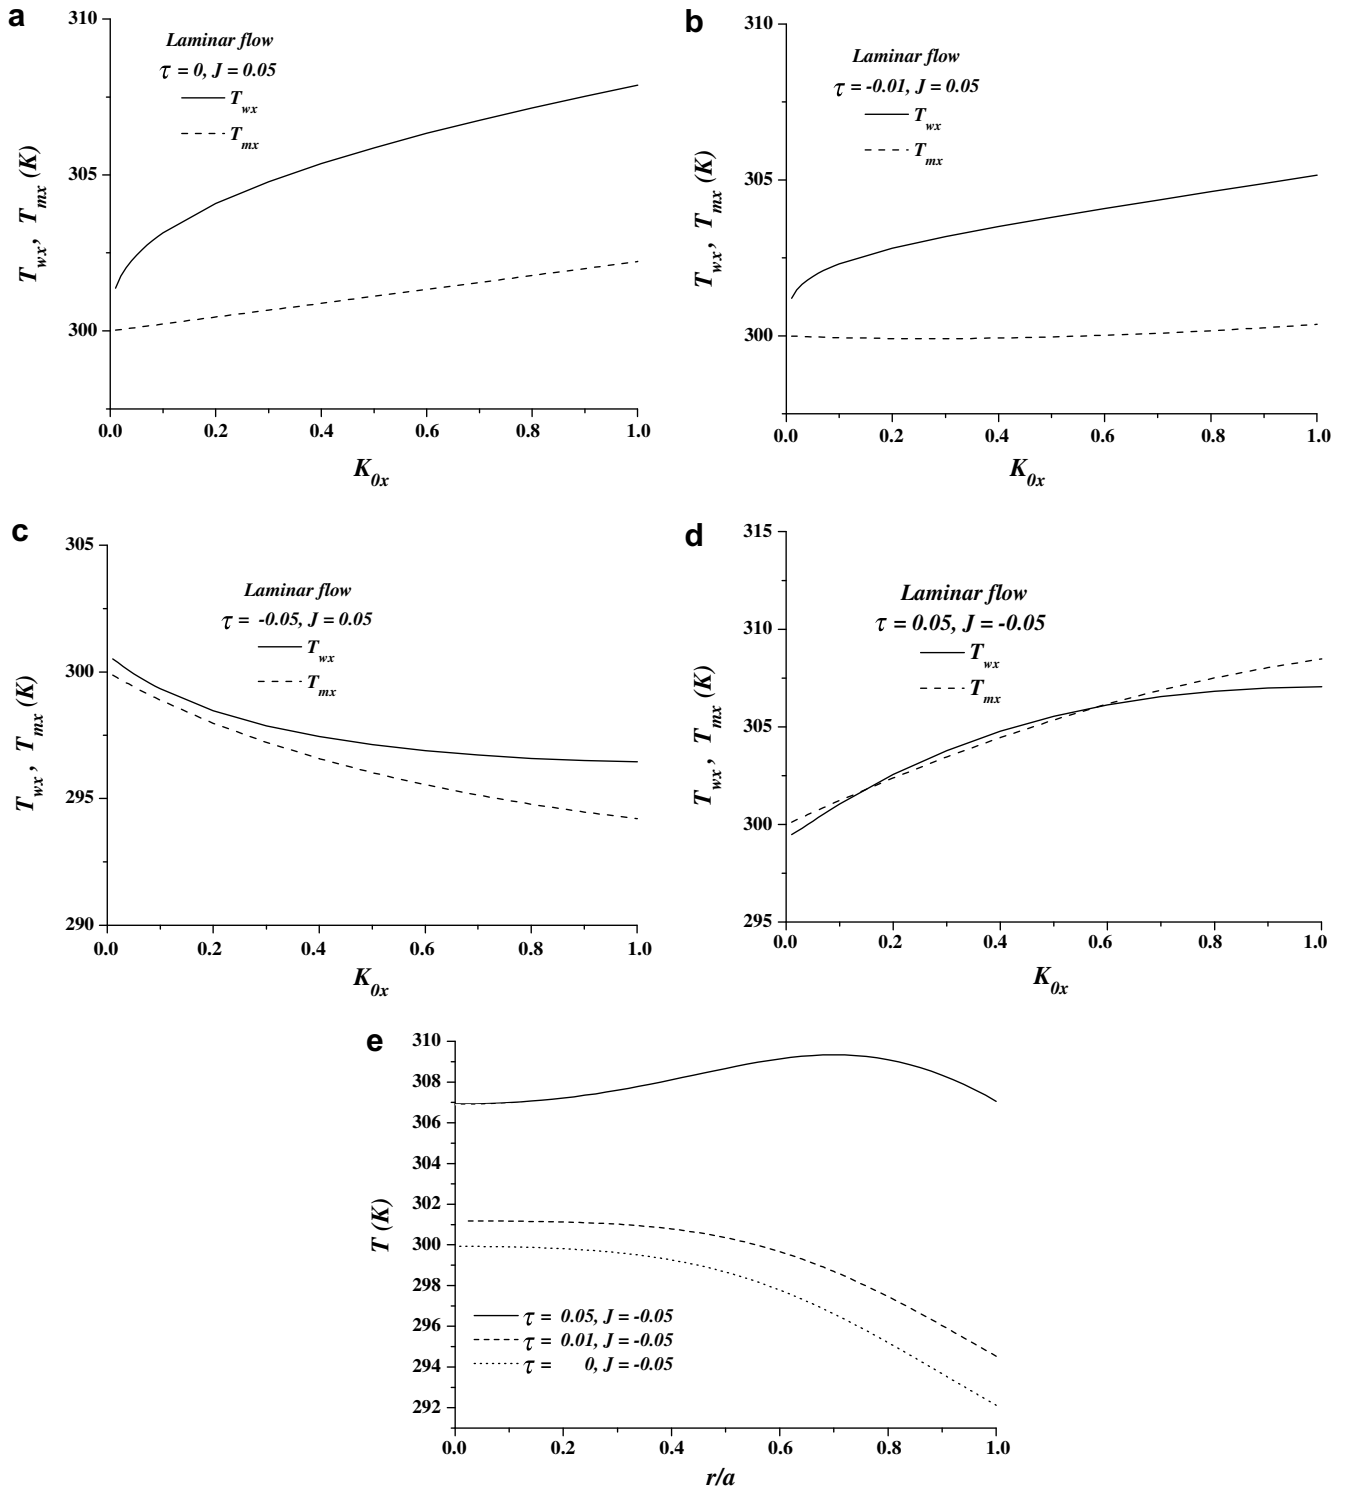 a
Laminar flow
τ = 0, J = 0.05
T_wx
T_mx
310
305
300
T_wx, T_mx (K)
0.0 0.2 0.4 0.6 0.8 1.0
K_0x
b
Laminar flow
τ = -0.01, J = 0.05
T_wx
T_mx
310
305
300
T_wx, T_mx (K)
0.0 0.2 0.4 0.6 0.8 1.0
K_0x
c
Laminar flow
τ = -0.05, J = 0.05
T_wx
T_mx
305
300
295
290
T_wx, T_mx (K)
0.0 0.2 0.4 0.6 0.8 1.0
K_0x
d
Laminar flow
τ = 0.05, J = -0.05
T_wx
T_mx
315
310
305
300
295
T_wx, T_mx (K)
0.0 0.2 0.4 0.6 0.8 1.0
K_0x
e
310
308
306
304
302
300
298
296
294
292
T (K)
τ = 0.05, J = -0.05
τ = 0.01, J = -0.05
τ = 0, J = -0.05
0.0 0.2 0.4 0.6 0.8 1.0
r/a